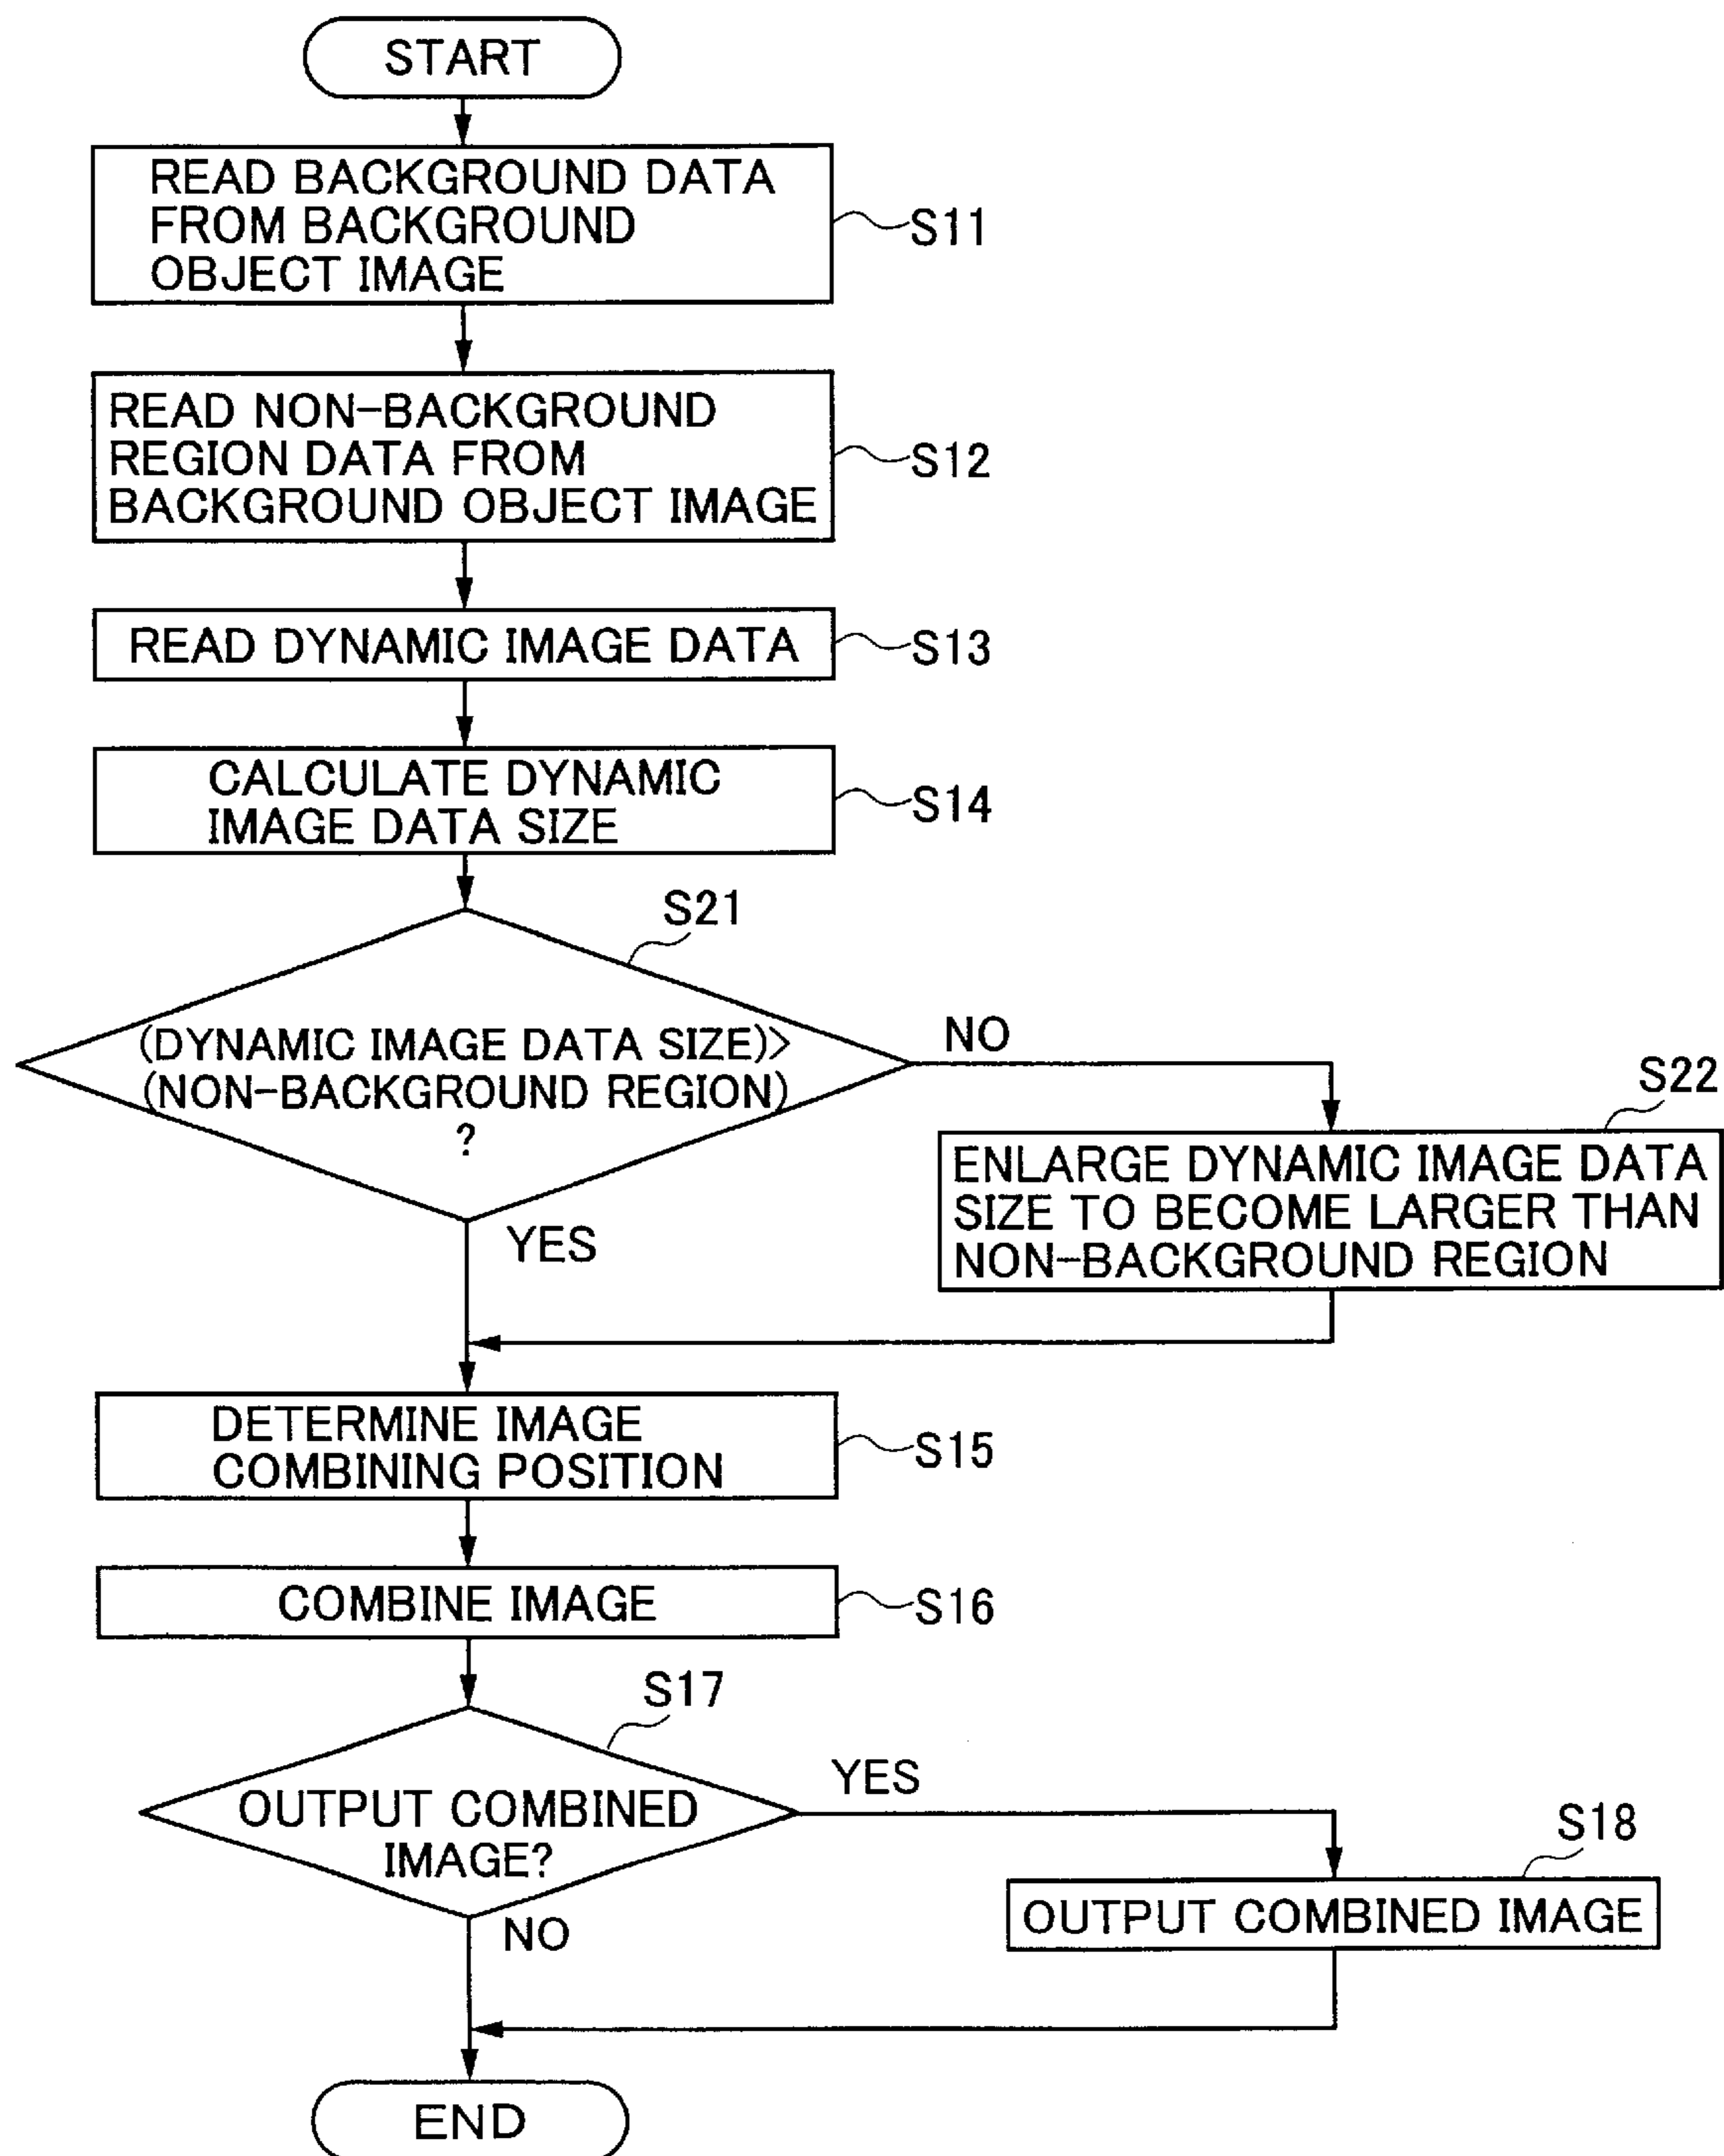 START
READ BACKGROUND DATA
FROM BACKGROUND
OBJECT IMAGE
S11
READ NON-BACKGROUND
REGION DATA FROM
BACKGROUND OBJECT IMAGE
S12
READ DYNAMIC IMAGE DATA
S13
CALCULATE DYNAMIC
IMAGE DATA SIZE
S14
S21
(DYNAMIC IMAGE DATA SIZE)>
(NON-BACKGROUND REGION)
?
NO
YES
S22
ENLARGE DYNAMIC IMAGE DATA
SIZE TO BECOME LARGER THAN
NON-BACKGROUND REGION
DETERMINE IMAGE
COMBINING POSITION
S15
COMBINE IMAGE
S16
S17
OUTPUT COMBINED
IMAGE?
YES
NO
S18
OUTPUT COMBINED IMAGE
END